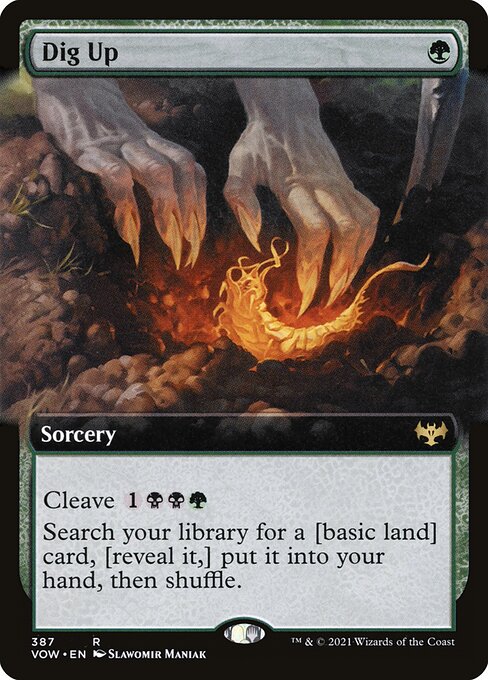 Dig Up
Sorcery
Cleave 1
Search your library for a [basic land]
card, [reveal it,] put it into your
hand, then shuffle.
387 R
™ & © 2021 Wizards of the Coast
VOW • EN SLAWOMIR MANIAK